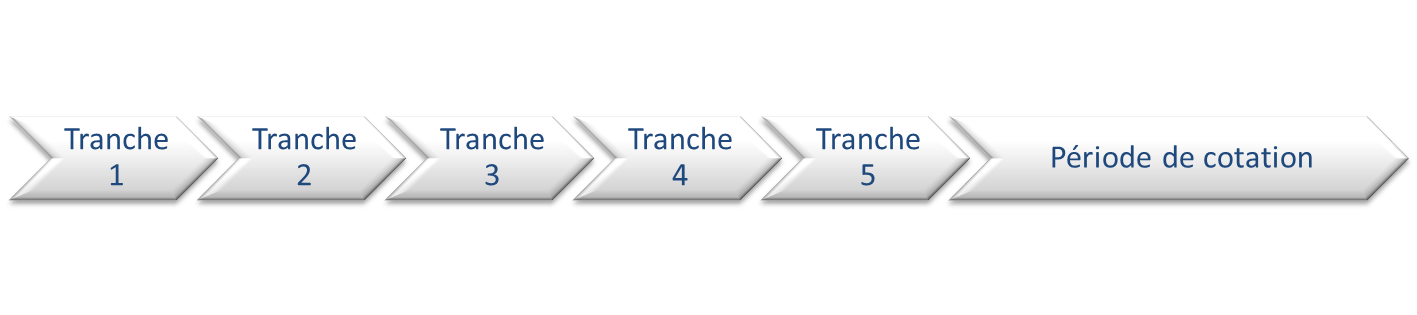 Tranche
1
Tranche
2
Tranche
3
Tranche
4
Tranche
5
Période de cotation